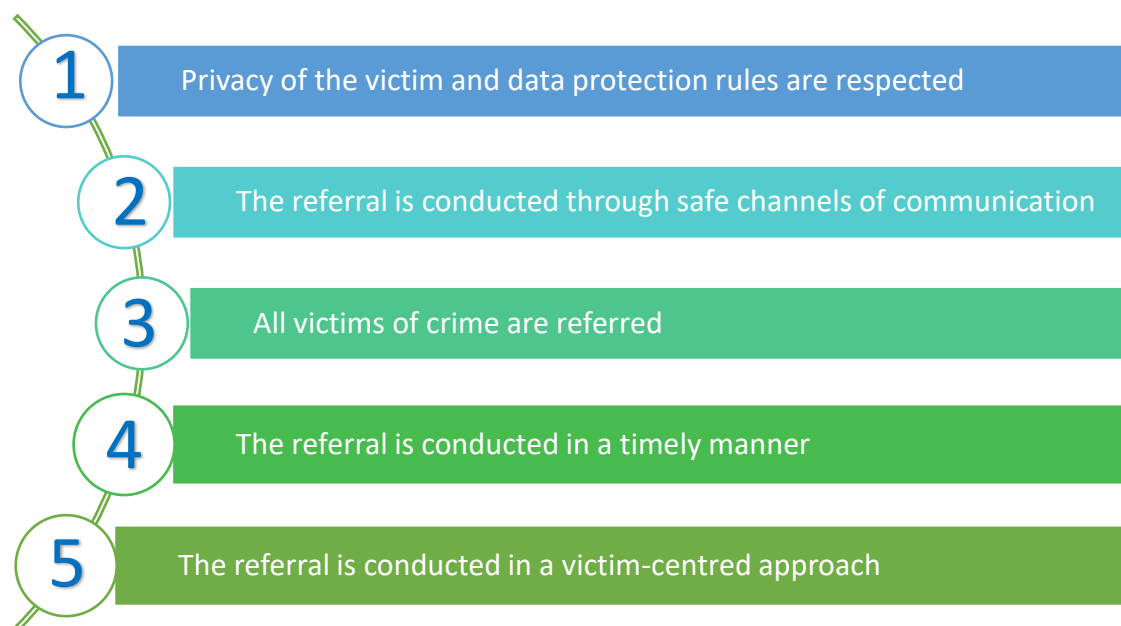 1
Privacy of the victim and data protection rules are respected
2
The referral is conducted through safe channels of communication
3
All victims of crime are referred
4
The referral is conducted in a timely manner
5
The referral is conducted in a victim-centred approach